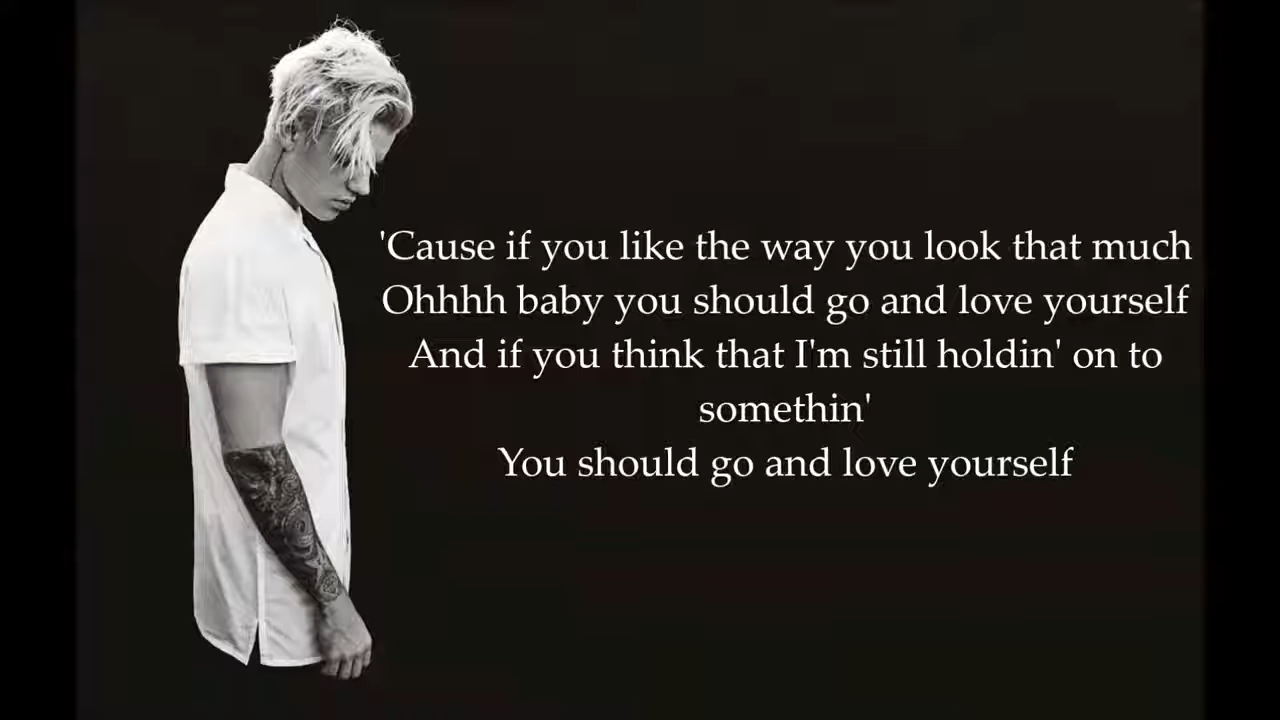 'Cause if you like the way you look that much
Ohhhh baby you should go and love yourself
And if you think that I'm still holdin' on to
somethin'
You should go and love yourself